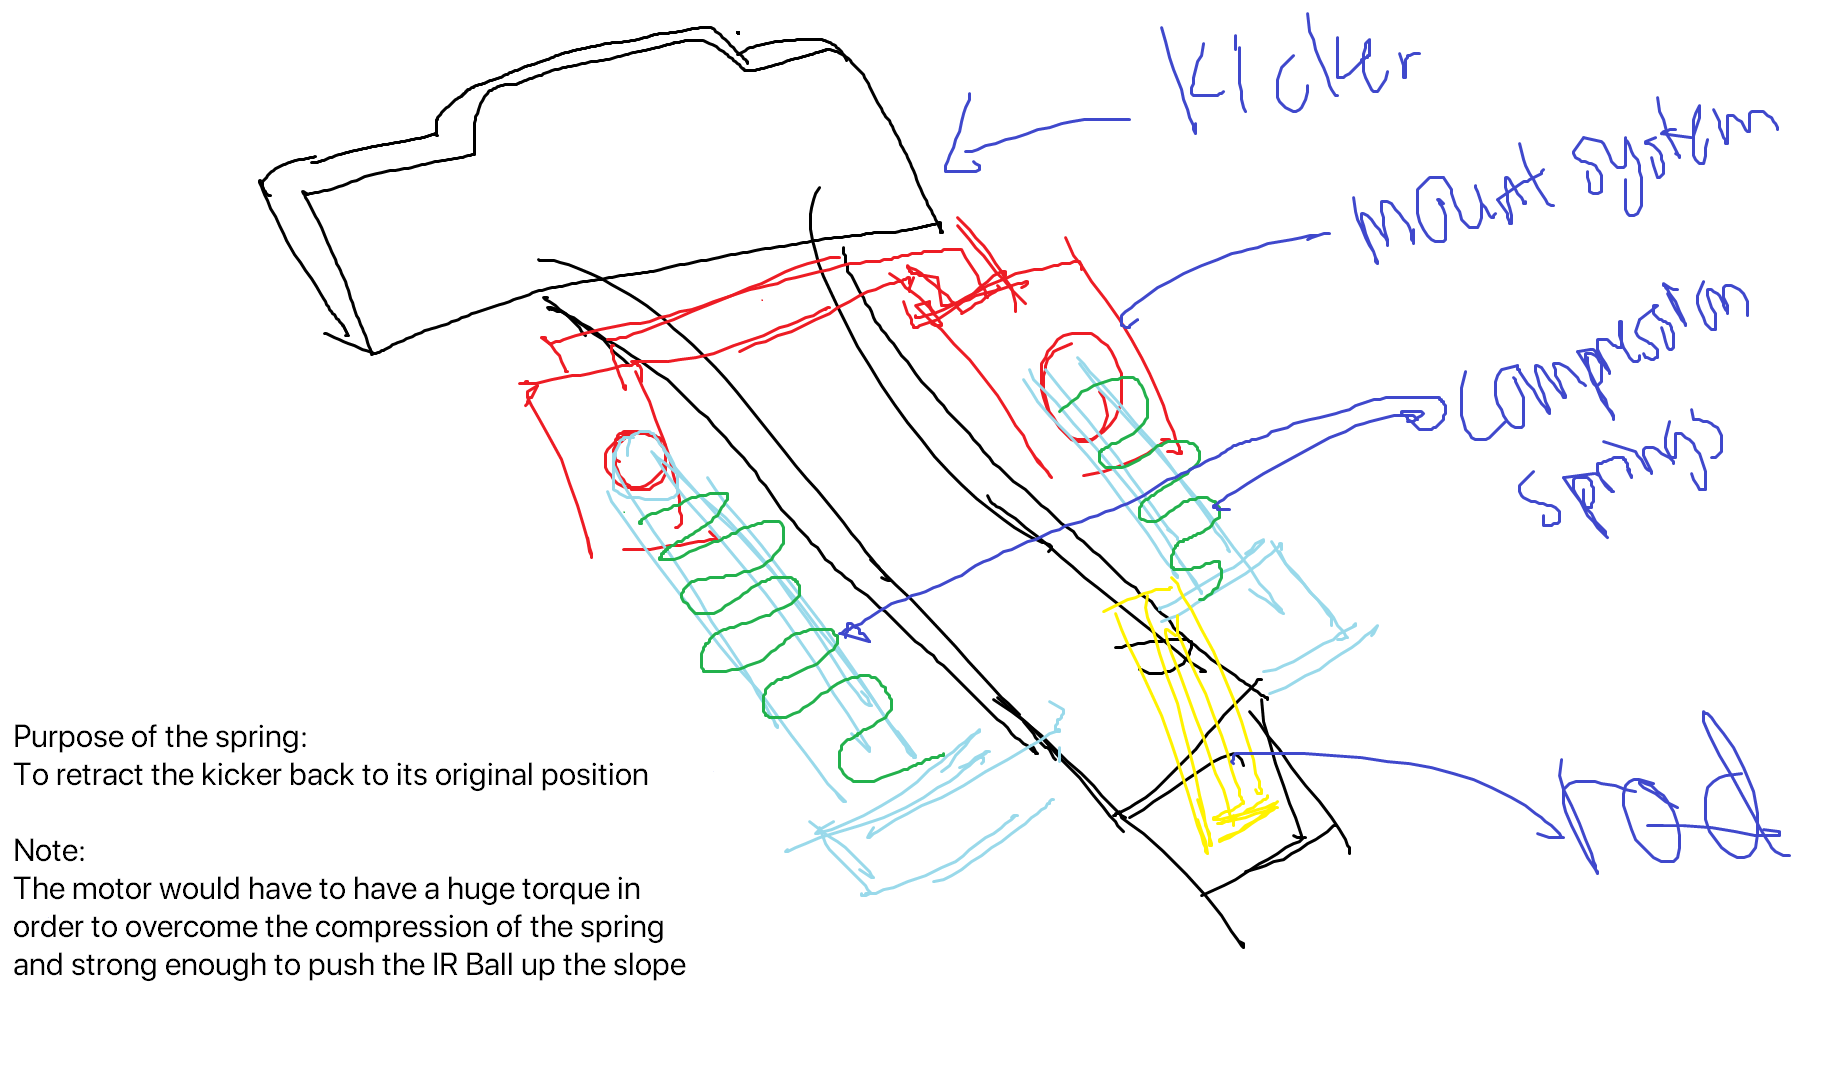 Kicker
mount system
compression
springs
rod
Purpose of the spring:
To retract the kicker back to its original position
Note:
The motor would have to have a huge torque in
order to overcome the compression of the spring
and strong enough to push the IR Ball up the slope